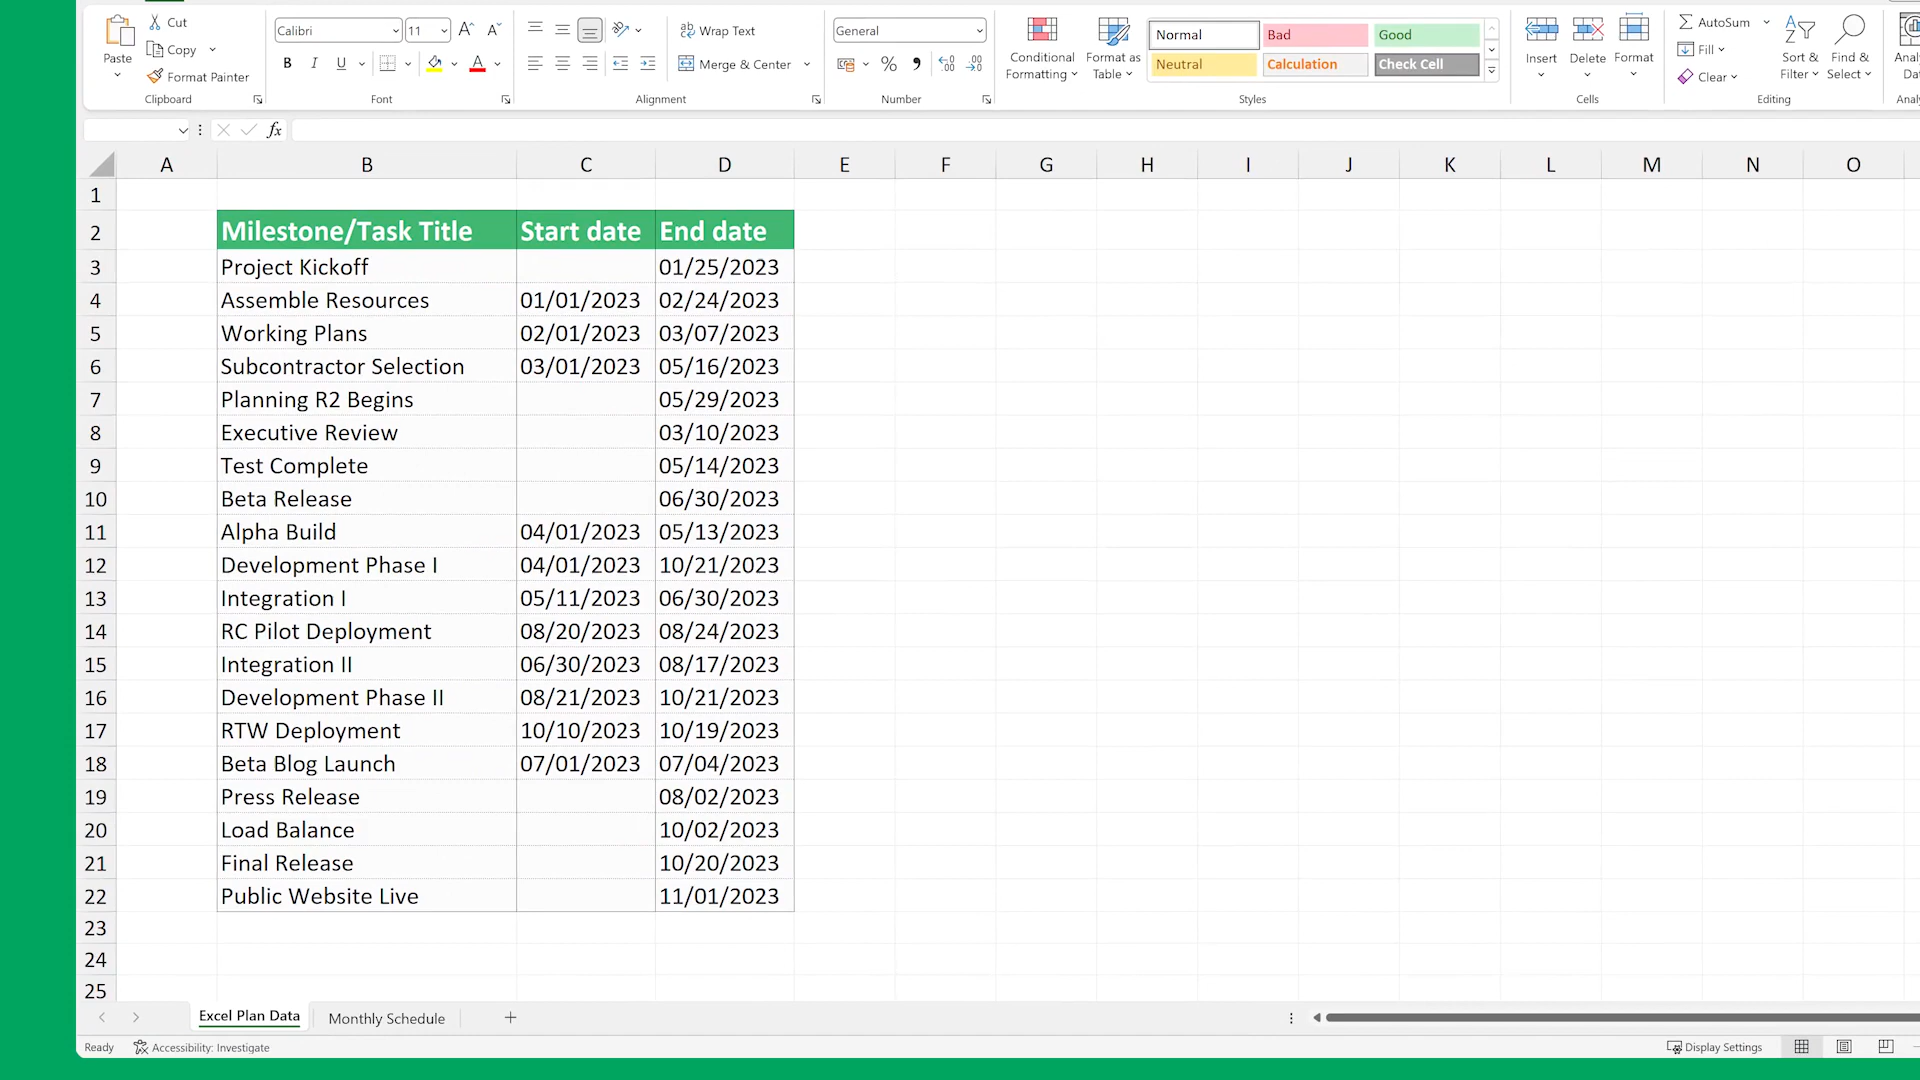 Cut
Copy
Format Painter
Paste
Clipboard
Calibri
11
A A
B I U A
Font
ab Wrap Text
Merge & Center
Alignment
General
% 9
Number
Conditional Formatting
Format as Table
Normal Bad Good
Neutral Calculation Check Cell
Styles
Insert Delete Format
Cells
AutoSum
Fill
Clear
Sort & Filter
Find & Select
Editing
fx
A B C D E F G H I J K L M N O
1
2 Milestone/Task Title Start date End date
3 Project Kickoff 01/25/2023
4 Assemble Resources 01/01/2023 02/24/2023
5 Working Plans 02/01/2023 03/07/2023
6 Subcontractor Selection 03/01/2023 05/16/2023
7 Planning R2 Begins 05/29/2023
8 Executive Review 03/10/2023
9 Test Complete 05/14/2023
10 Beta Release 06/30/2023
11 Alpha Build 04/01/2023 05/13/2023
12 Development Phase I 04/01/2023 10/21/2023
13 Integration I 05/11/2023 06/30/2023
14 RC Pilot Deployment 08/20/2023 08/24/2023
15 Integration II 06/30/2023 08/17/2023
16 Development Phase II 08/21/2023 10/21/2023
17 RTW Deployment 10/10/2023 10/19/2023
18 Beta Blog Launch 07/01/2023 07/04/2023
19 Press Release 08/02/2023
20 Load Balance 10/02/2023
21 Final Release 10/20/2023
22 Public Website Live 11/01/2023
23
24
25
Excel Plan Data Monthly Schedule
Ready Accessibility: Investigate Display Settings